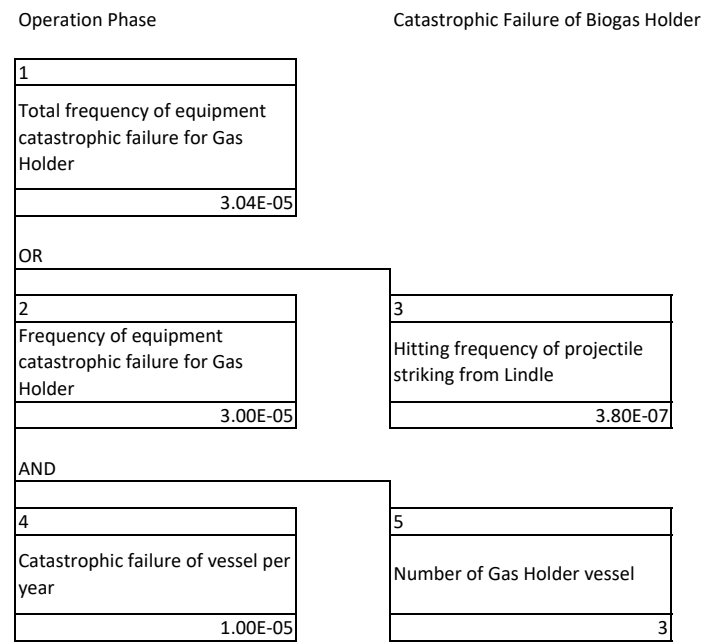 Operation Phase
Catastrophic Failure of Biogas Holder
1
Total frequency of equipment
catastrophic failure for Gas
Holder
3.04E-05
OR
2
Frequency of equipment
catastrophic failure for Gas
Holder
3.00E-05
3
Hitting frequency of projectile
striking from Lindle
3.80E-07
AND
4
Catastrophic failure of vessel per
year
1.00E-05
5
Number of Gas Holder vessel
3